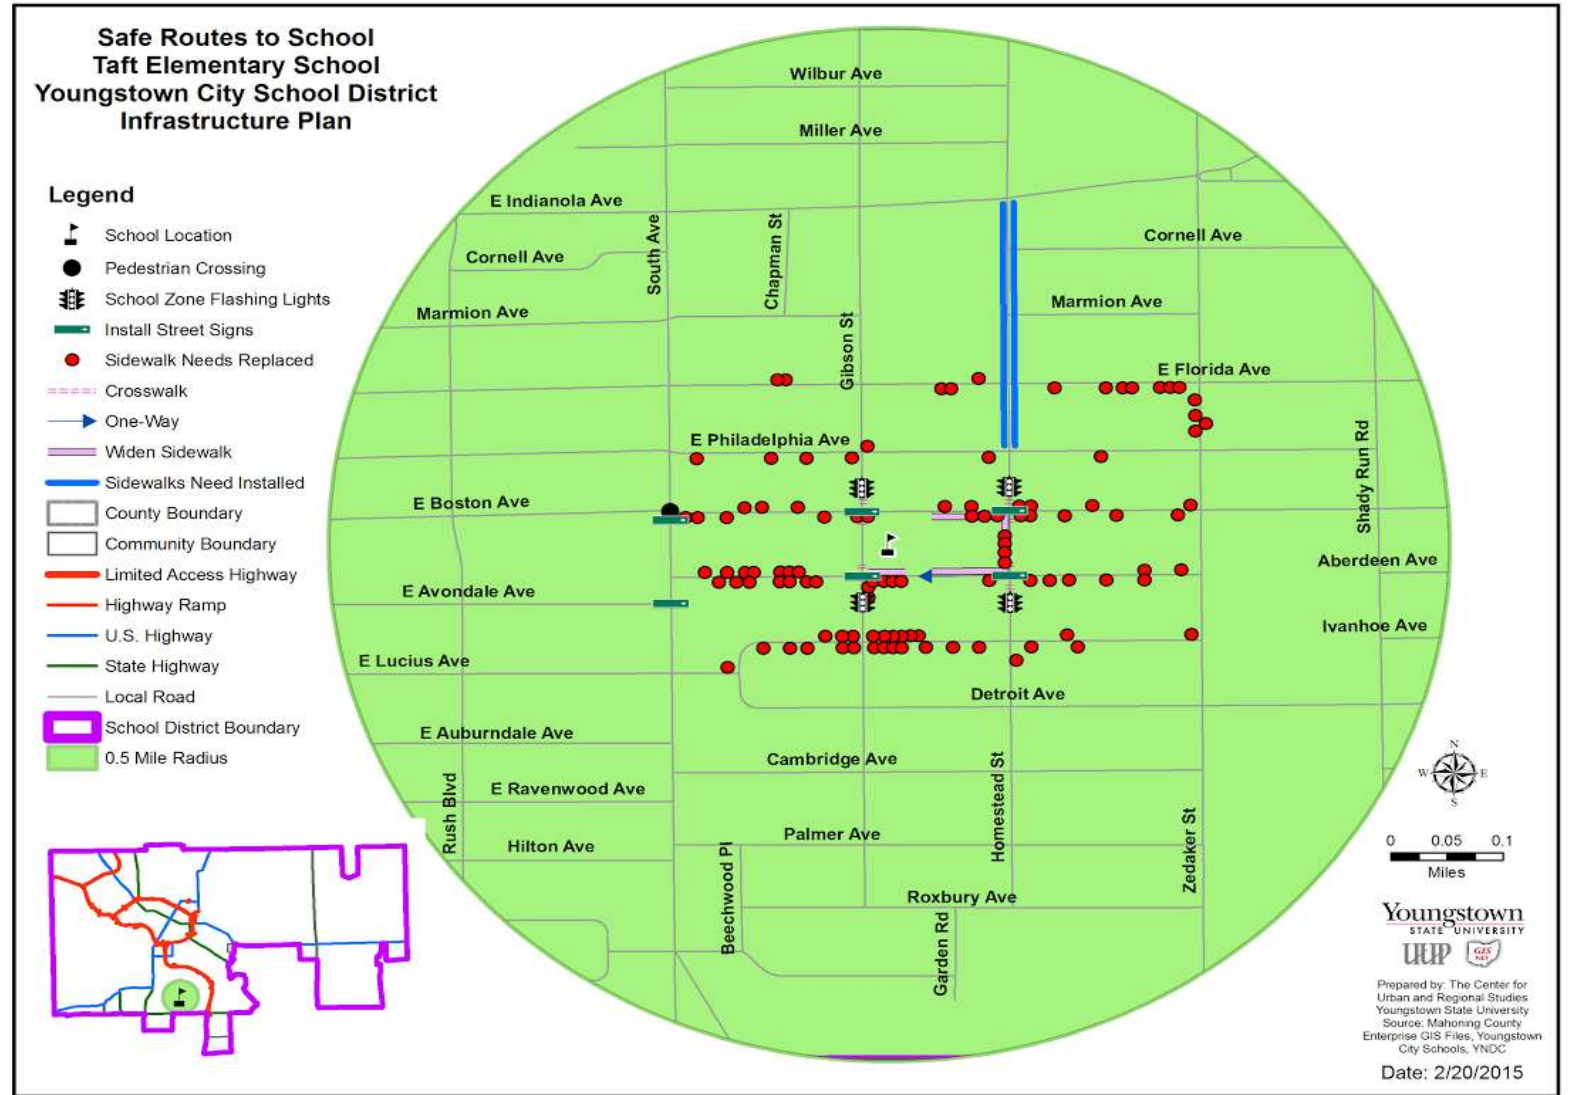 Safe Routes to School
Taft Elementary School
Youngstown City School District
Infrastructure Plan
Legend
School Location
Pedestrian Crossing
School Zone Flashing Lights
Install Street Signs
Sidewalk Needs Replaced
Crosswalk
One-Way
Widen Sidewalk
Sidewalks Need Installed
County Boundary
Community Boundary
Limited Access Highway
Highway Ramp
U.S. Highway
State Highway
Local Road
School District Boundary
0.5 Mile Radius
Wilbur Ave
Miller Ave
E Indianola Ave
Cornell Ave
Cornell Ave
South Ave
Chapman St
Marmion Ave
Marmion Ave
Gibson St
E Florida Ave
E Philadelphia Ave
Shady Run Rd
E Boston Ave
Aberdeen Ave
E Avondale Ave
Ivanhoe Ave
E Lucius Ave
Detroit Ave
E Auburndale Ave
Cambridge Ave
Homestead St
E Ravenwood Ave
Rush Blvd
Palmer Ave
Hilton Ave
Beechwood Pl
Zedaker St
Roxbury Ave
Garden Rd
N
W
E
S
0 0.05 0.1
Miles
Youngstown
STATE UNIVERSITY
UUP
GIS
NET
Prepared by: The Center for
Urban and Regional Studies
Youngstown State University
Source: Mahoning County
Enterprise GIS Files, Youngstown
City Schools, YNDC
Date: 2/20/2015